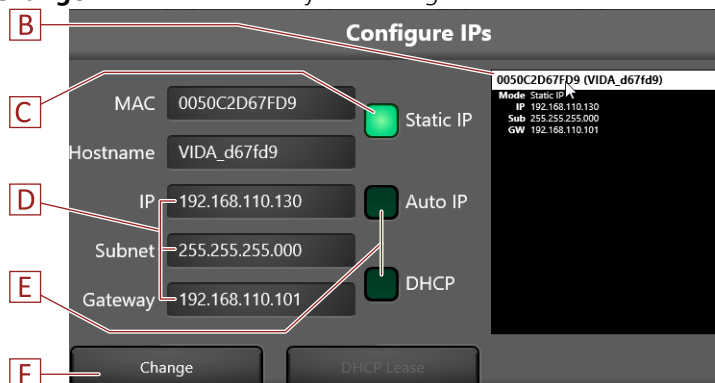 B
Configure IPs
C
MAC 0050C2D67FD9
Static IP
Hostname VIDA_d67fd9
D
IP 192.168.110.130
Auto IP
Subnet 255.255.255.000
E
DHCP
Gateway 192.168.110.101
F
Change
DHCP Lease
0050C2D67FD9 (VIDA_d67fd9)
Mode Static IP
IP 192.168.110.130
Sub 255.255.255.000
GW 192.168.110.101